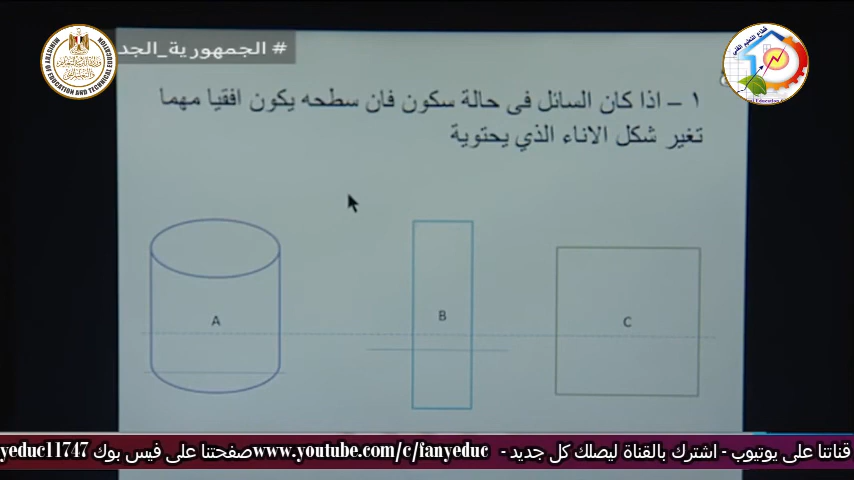 # الجمهورية_الجد
١ – اذا كان السائل فى حالة سكون فان سطحه يكون افقيا مهما
تغير شكل الاناء الذي يحتوية
A
B
C
قناتنا على يوتيوب - اشترك بالقناة ليصلك كل جديد - www.youtube.com/c/fanyeduc صفحتنا على فيس بوك yeduc11747